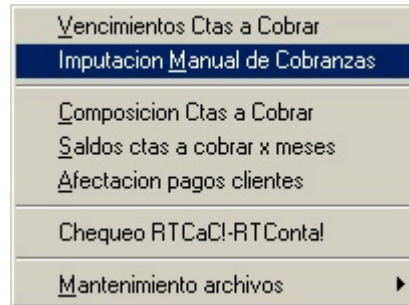 Vencimientos Ctas a Cobrar
Imputacion Manual de Cobranzas
Composicion Ctas a Cobrar
Saldos ctas a cobrar x meses
Afectacion pagos clientes
Chequeo RTCaC!-RTConta!
Mantenimiento archivos